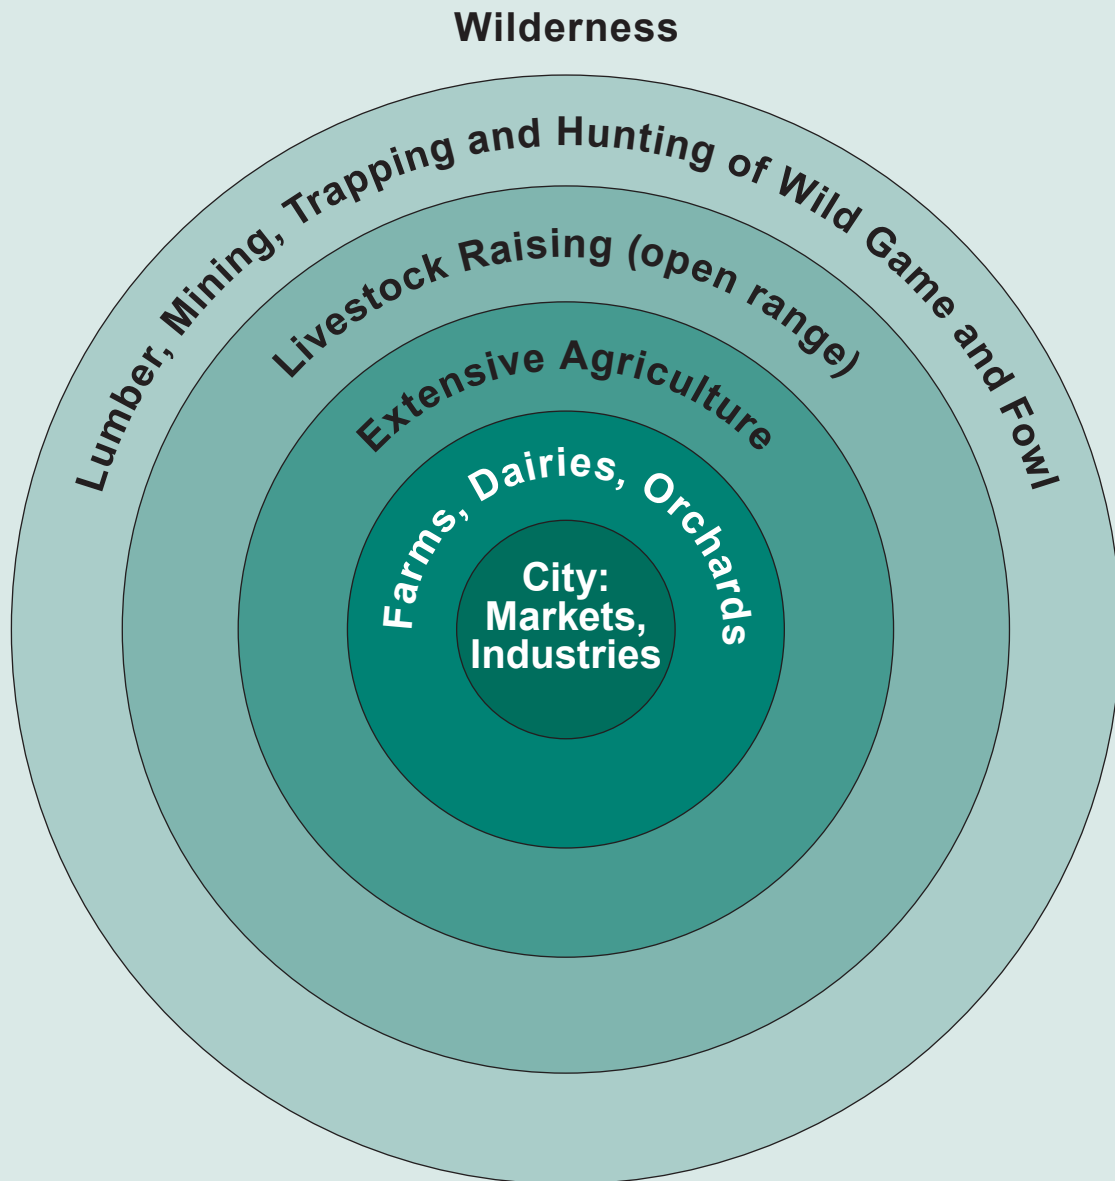 Wilderness
Lumber, Mining, Trapping and Hunting of Wild Game and Fowl
Livestock Raising (open range)
Extensive Agriculture
Farms, Dairies, Orchards
City:
Markets,
Industries